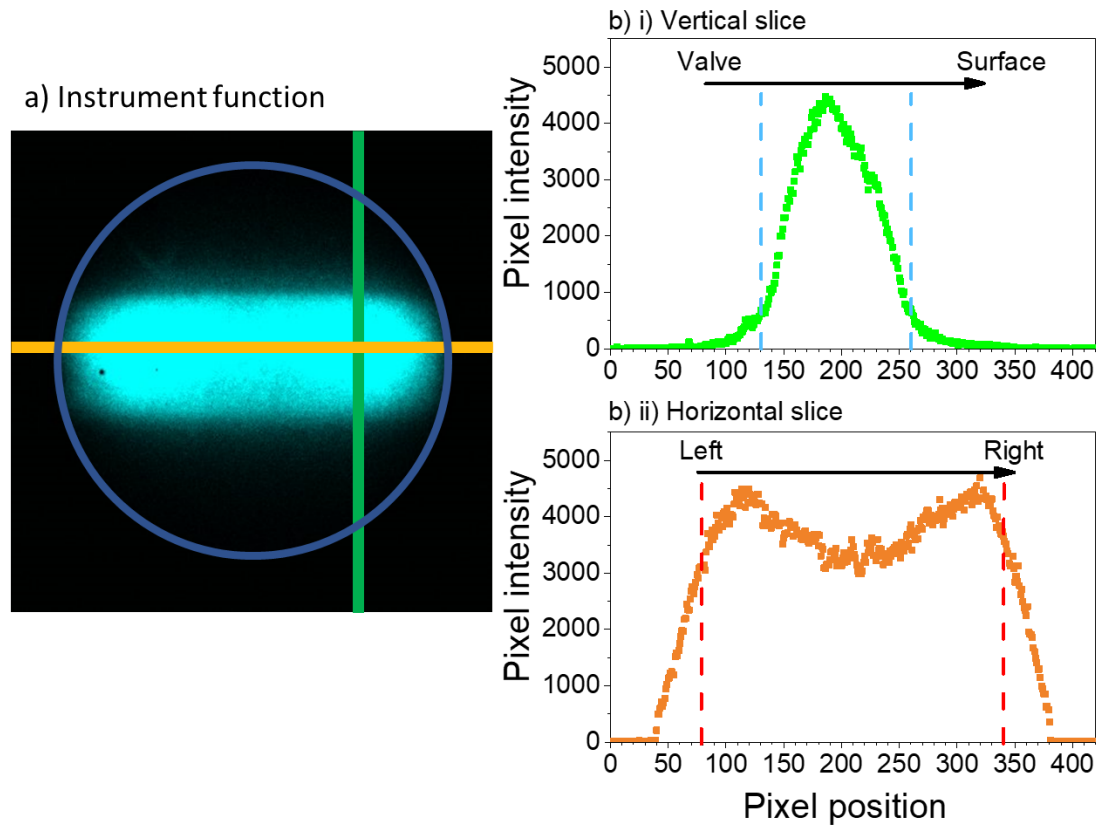 a) Instrument function
b) i) Vertical slice
Valve Surface
Pixel intensity
5000
4000
3000
2000
1000
0
0 50 100 150 200 250 300 350 400
b) ii) Horizontal slice
Left Right
Pixel intensity
5000
4000
3000
2000
1000
0
0 50 100 150 200 250 300 350 400
Pixel position